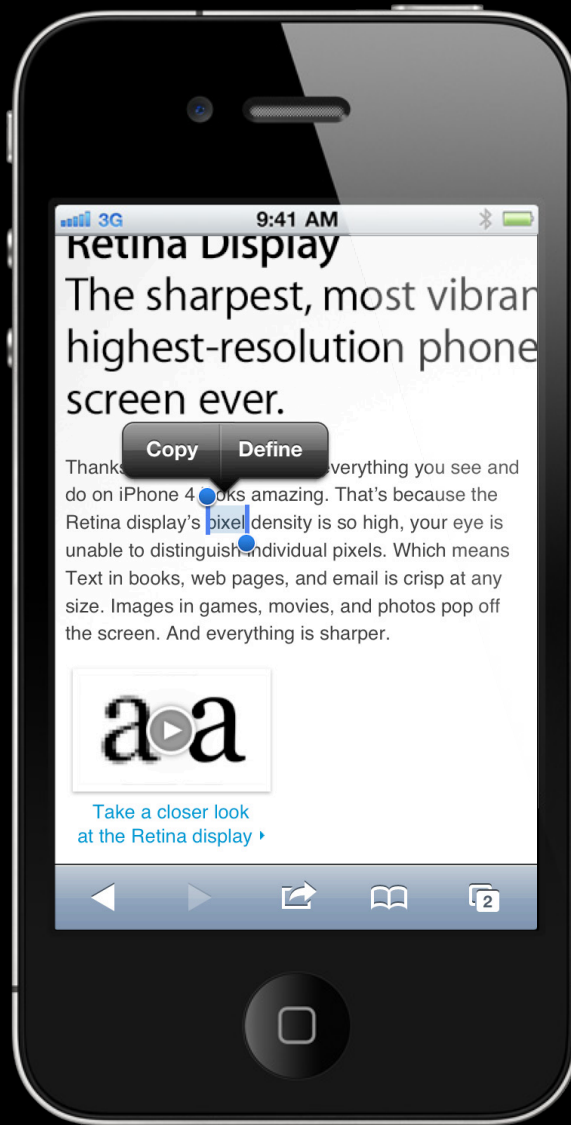 3G 9:41 AM
Retina Display
The sharpest, most vibran
highest-resolution phone
screen ever.
Copy Define
Thanks everything you see and
do on iPhone 4 looks amazing. That’s because the
Retina display’s pixel density is so high, your eye is
unable to distinguish individual pixels. Which means
Text in books, web pages, and email is crisp at any
size. Images in games, movies, and photos pop off
the screen. And everything is sharper.
a a
Take a closer look
at the Retina display
2